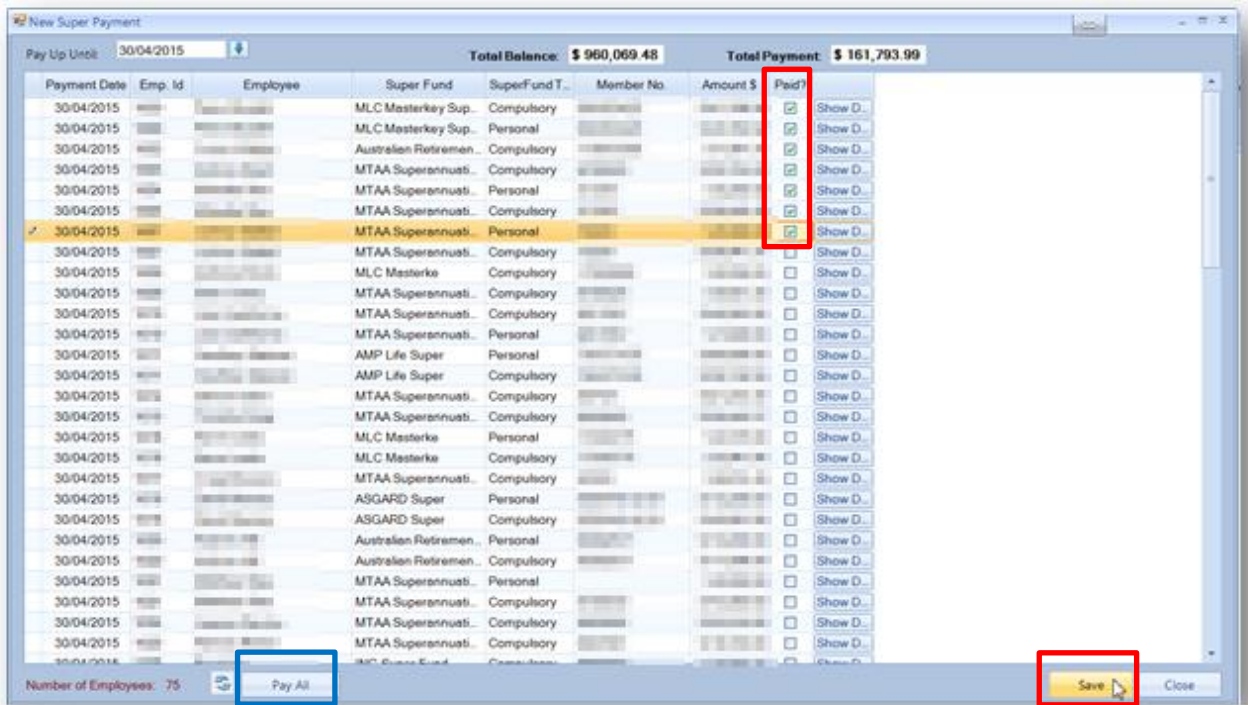 New Super Payment
Pay Up Until: 30/04/2015 Total Balance: $ 960,069.48 Total Payment: $ 161,793.99
Payment Date Emp. Id Employee Super Fund SuperFund T... Member No. Amount $ Paid?
30/04/2015 MLC Masterkey Sup... Compulsory Show D...
30/04/2015 MLC Masterkey Sup... Personal Show D...
30/04/2015 Australian Retiremen... Compulsory Show D...
30/04/2015 MTAA Superannuati... Compulsory Show D...
30/04/2015 MTAA Superannuati... Personal Show D...
30/04/2015 MTAA Superannuati... Compulsory Show D...
30/04/2015 MTAA Superannuati... Personal Show D...
30/04/2015 MTAA Superannuati... Compulsory Show D...
30/04/2015 MLC Masterke Compulsory Show D...
30/04/2015 MTAA Superannuati... Compulsory Show D...
30/04/2015 MTAA Superannuati... Compulsory Show D...
30/04/2015 MTAA Superannuati... Personal Show D...
30/04/2015 AMP Life Super Personal Show D...
30/04/2015 AMP Life Super Compulsory Show D...
30/04/2015 MTAA Superannuati... Compulsory Show D...
30/04/2015 MTAA Superannuati... Compulsory Show D...
30/04/2015 MLC Masterke Personal Show D...
30/04/2015 MLC Masterke Compulsory Show D...
30/04/2015 MTAA Superannuati... Compulsory Show D...
30/04/2015 ASGARD Super Personal Show D...
30/04/2015 ASGARD Super Compulsory Show D...
30/04/2015 Australian Retiremen... Personal Show D...
30/04/2015 Australian Retiremen... Compulsory Show D...
30/04/2015 MTAA Superannuati... Personal Show D...
30/04/2015 MTAA Superannuati... Compulsory Show D...
30/04/2015 MTAA Superannuati... Compulsory Show D...
30/04/2015 MTAA Superannuati... Compulsory Show D...
30/04/2015 ING Super Fund Compulsory Show D...
Number of Employees: 75 Pay All Save Close